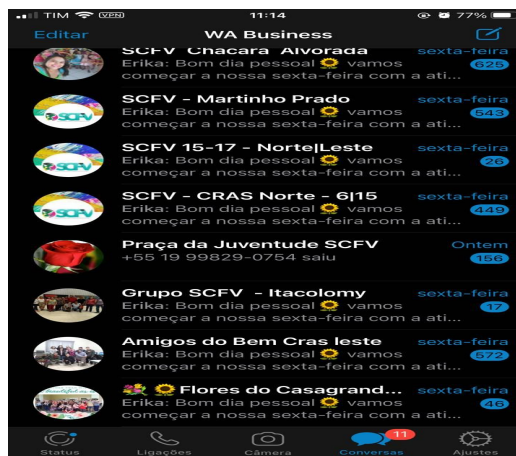 TIM VPN 11:14 77%
Editar WA Business
SCFV Chacara Alvorada sexta-feira
Erika: Bom dia pessoal 🌻 vamos 625
começar a nossa sexta-feira com a ati...
SCFV - Martinho Prado sexta-feira
Erika: Bom dia pessoal 🌻 vamos 543
começar a nossa sexta-feira com a ati...
SCFV
SCFV 15-17 - Norte|Leste sexta-feira
Erika: Bom dia pessoal 🌻 vamos 26
começar a nossa sexta-feira com a ati...
SCFV
SCFV - CRAS Norte - 6|15 sexta-feira
Erika: Bom dia pessoal 🌻 vamos 449
começar a nossa sexta-feira com a ati...
SCFV
Praça da Juventude SCFV Ontem
+55 19 99829-0754 saiu 156
Grupo SCFV - Itacolomy sexta-feira
Erika: Bom dia pessoal 🌻 vamos 17
começar a nossa sexta-feira com a ati...
Amigos do Bem Cras leste sexta-feira
Erika: Bom dia pessoal 🌻 vamos 572
começar a nossa sexta-feira com a ati...
💐 🌻 Flores do Casagrand... sexta-feira
Erika: Bom dia pessoal 🌻 vamos 46
começar a nossa sexta-feira com a ati...
11
Status Ligações Câmera Conversas Ajustes